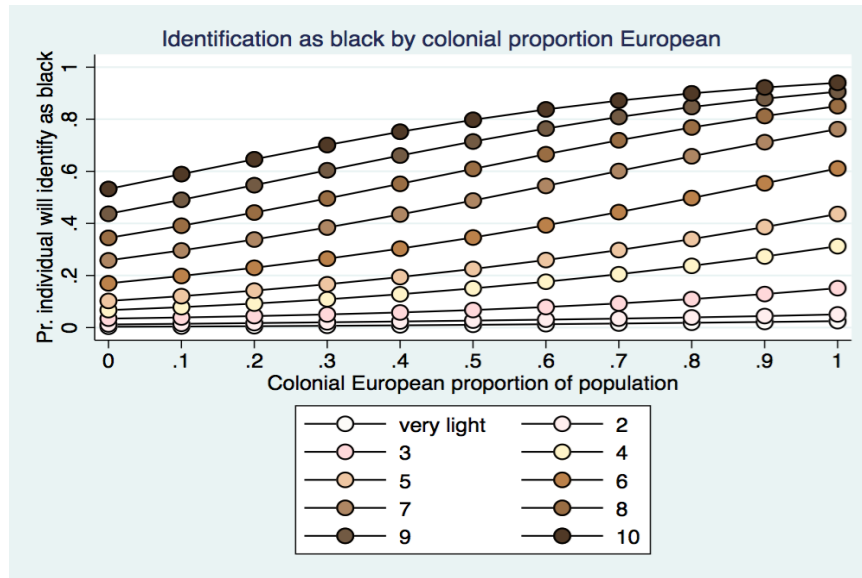 Identification as black by colonial proportion European
Pr. individual will identify as black
1
.8
.6
.4
.2
0
0 .1 .2 .3 .4 .5 .6 .7 .8 .9 1
Colonial European proportion of population
very light 2
3 4
5 6
7 8
9 10